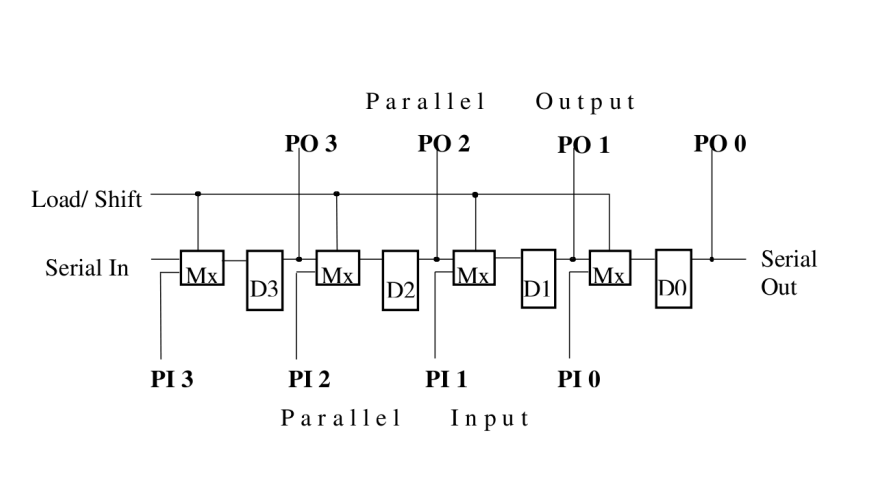 Parallel Output
PO 3 PO 2 PO 1 PO 0
Load/ Shift
Serial In Mx D3 Mx D2 Mx D1 Mx D0 Serial
Out
PI 3 PI 2 PI 1 PI 0
Parallel Input